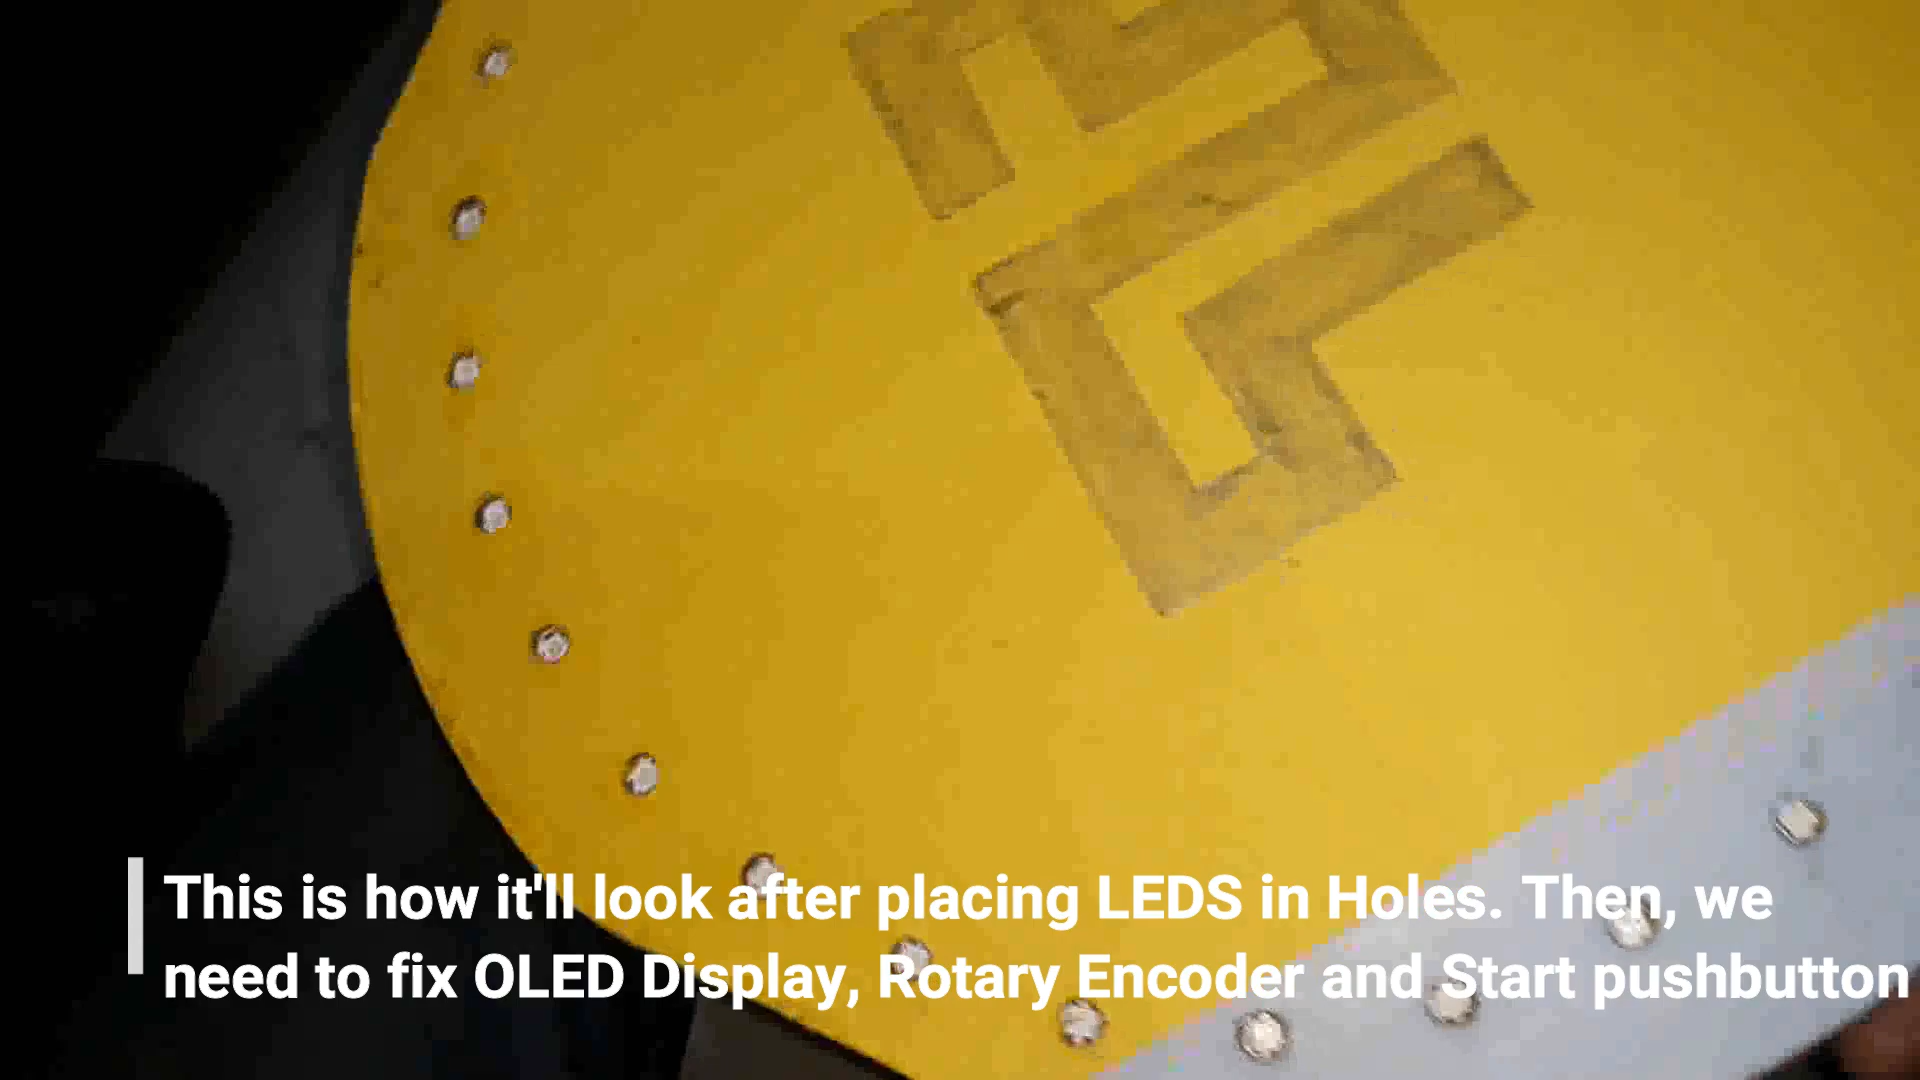 This is how it'll look after placing LEDS in Holes. Then, we
need to fix OLED Display, Rotary Encoder and Start pushbutton